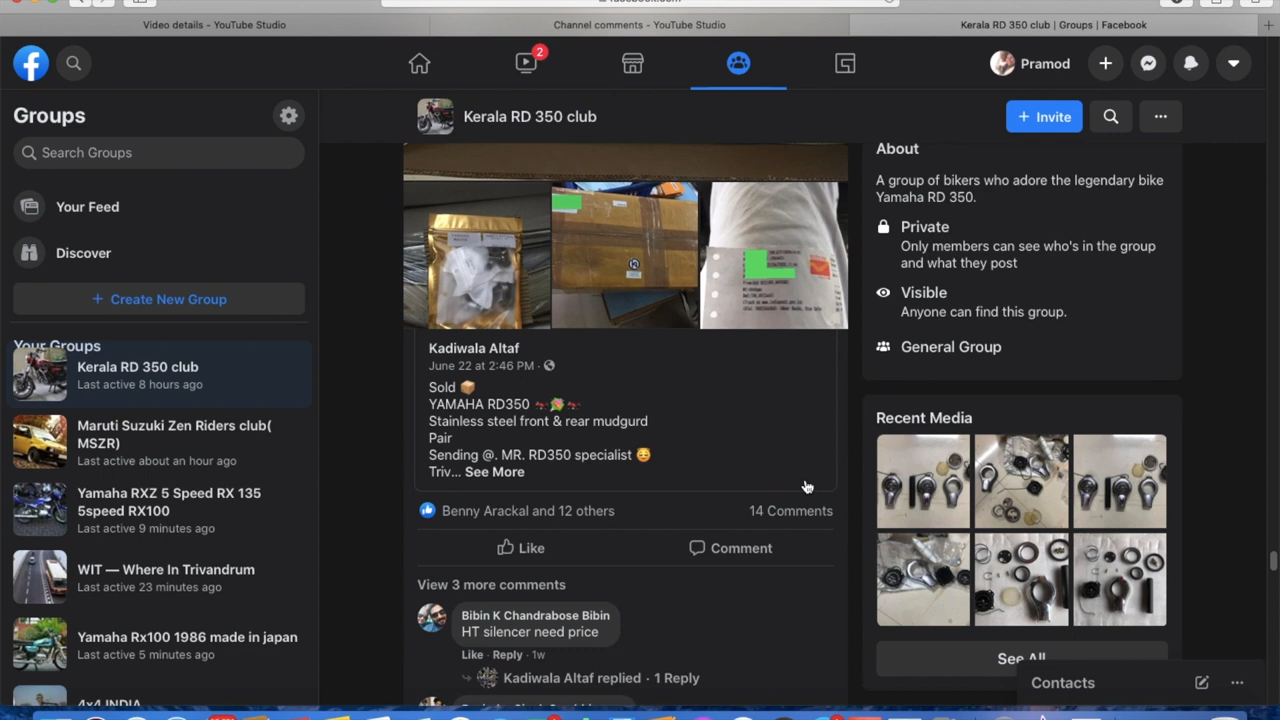 Video details - YouTube Studio
Channel comments - YouTube Studio
Kerala RD 350 club | Groups | Facebook
2
Pramod
Groups
Search Groups
Your Feed
Discover
+ Create New Group
Your Groups
Kerala RD 350 club
Last active 8 hours ago
Maruti Suzuki Zen Riders club(
MSZR)
Last active about an hour ago
Yamaha RXZ 5 Speed RX 135
5speed RX100
Last active 9 minutes ago
WIT — Where In Trivandrum
Last active 23 minutes ago
Yamaha Rx100 1986 made in japan
Last active 5 minutes ago
4x4 INDIA
Kerala RD 350 club
+ Invite
Kadiwala Altaf
June 22 at 2:46 PM ·
Sold 📦
YAMAHA RD350
Stainless steel front & rear mudgurd
Pair
Sending @. MR. RD350 specialist ☺️
Triv... See More
Benny Arackal and 12 others
14 Comments
Like
Comment
View 3 more comments
Bibin K Chandrabose Bibin
HT silencer need price
Like · Reply · 1w
Kadiwala Altaf replied · 1 Reply
About
A group of bikers who adore the legendary bike
Yamaha RD 350.
Private
Only members can see who's in the group
and what they post
Visible
Anyone can find this group.
General Group
Recent Media
See All
Contacts